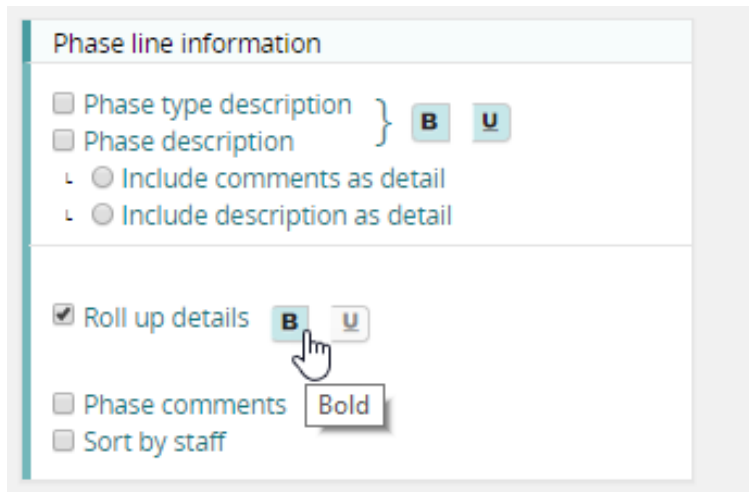 Phase line information
Phase type description
Phase description
B U
Include comments as detail
Include description as detail
Roll up details B U
Phase comments
Bold
Sort by staff